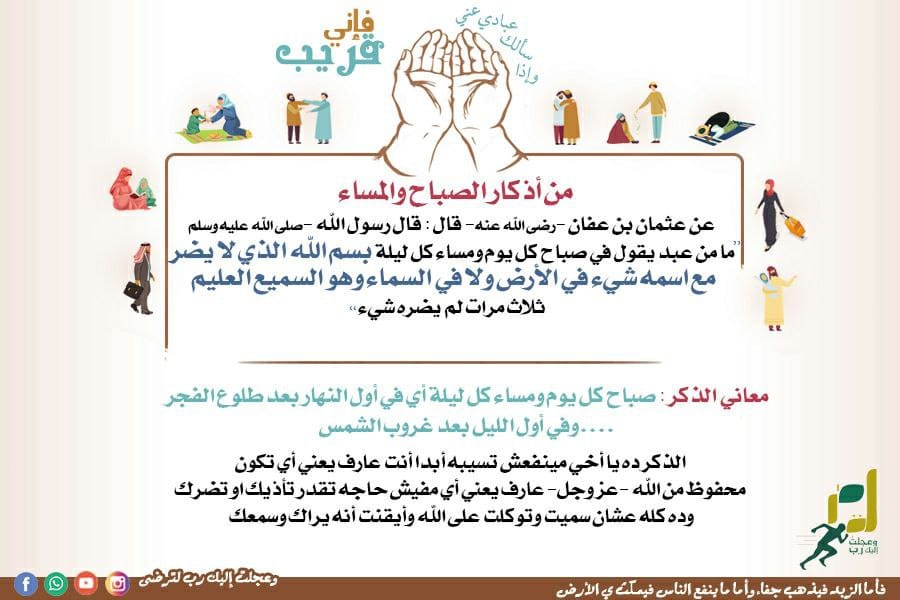 وإذا سألك عبادي عني
فإني
قريب
من أذكار الصباح والمساء
عن عثمان بن عفان -رضى الله عنه- قال : قال رسول الله -صلى الله عليه وسلم
”ما من عبد يقول في صباح كل يوم ومساء كل ليلة بسم الله الذي لا يضر
مع اسمه شيء في الأرض ولا في السماء وهو السميع العليم
ثلاث مرات لم يضره شيء“
معاني الذكر : صباح كل يوم ومساء كل ليلة أي في أول النهار بعد طلوع الفجر
....وفي أول الليل بعد غروب الشمس
الذكر ده يا أخي مينفعش تسيبه أبدا أنت عارف يعني أي تكون
محفوظ من الله -عز وجل- عارف يعني أي مفيش حاجه تقدر تأذيك او تضرك
وده كله عشان سميت وتوكلت على الله وأيقنت أنه يراك وسمعك
وعجلت
إليك رب
وعجلت إليك رب لترضى
فأما الزبد فيذهب جفاء وأما ما ينفع الناس فيمكث ي الأرض